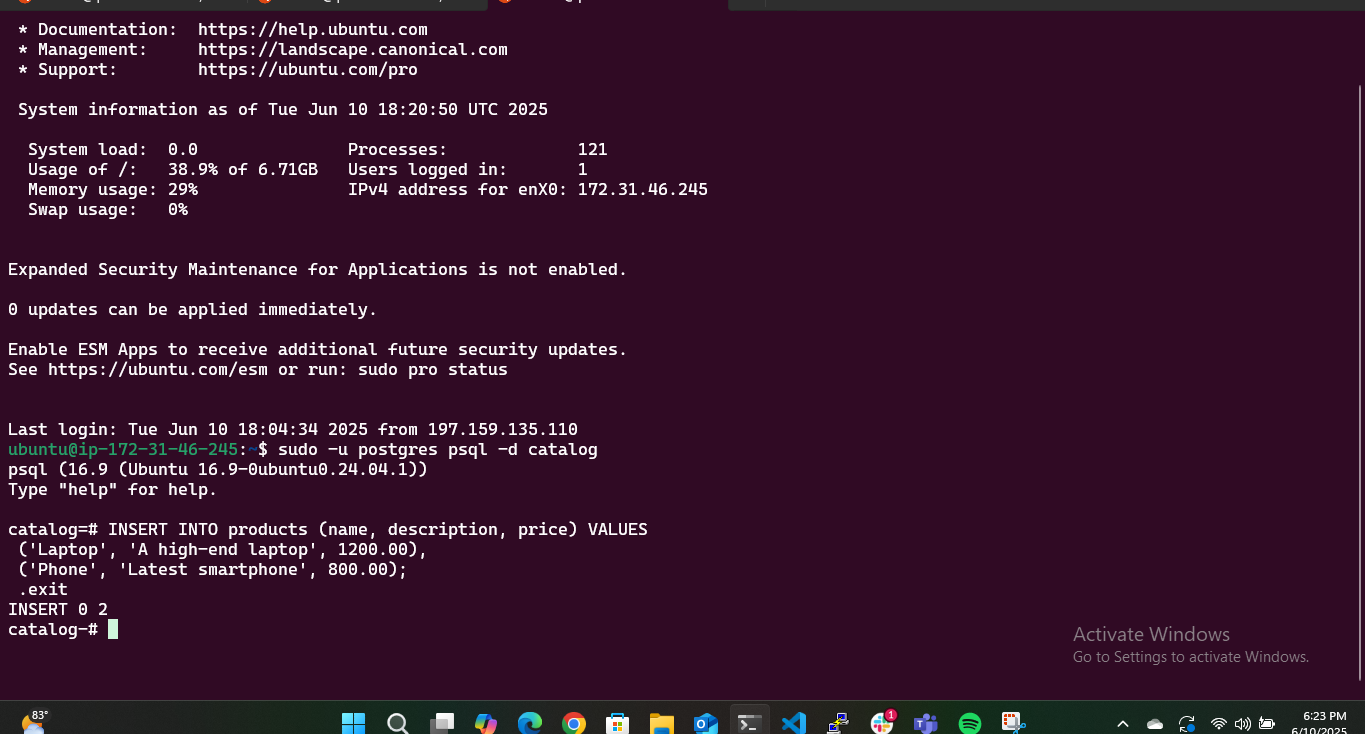 * Documentation:  https://help.ubuntu.com
* Management:     https://landscape.canonical.com
* Support:        https://ubuntu.com/pro
System information as of Tue Jun 10 18:20:50 UTC 2025
System load:  0.0               Processes:             121
Usage of /:   38.9% of 6.71GB   Users logged in:       1
Memory usage: 29%               IPv4 address for enX0: 172.31.46.245
Swap usage:   0%
Expanded Security Maintenance for Applications is not enabled.
0 updates can be applied immediately.
Enable ESM Apps to receive additional future security updates.
See https://ubuntu.com/esm or run: sudo pro status
Last login: Tue Jun 10 18:04:34 2025 from 197.159.135.110
ubuntu@ip-172-31-46-245:~$ sudo -u postgres psql -d catalog
psql (16.9 (Ubuntu 16.9-0ubuntu0.24.04.1))
Type "help" for help.
catalog=# INSERT INTO products (name, description, price) VALUES
('Laptop', 'A high-end laptop', 1200.00),
('Phone', 'Latest smartphone', 800.00);
.exit
INSERT 0 2
catalog-#
Activate Windows
Go to Settings to activate Windows.
83°
1
6:23 PM
6/10/2025